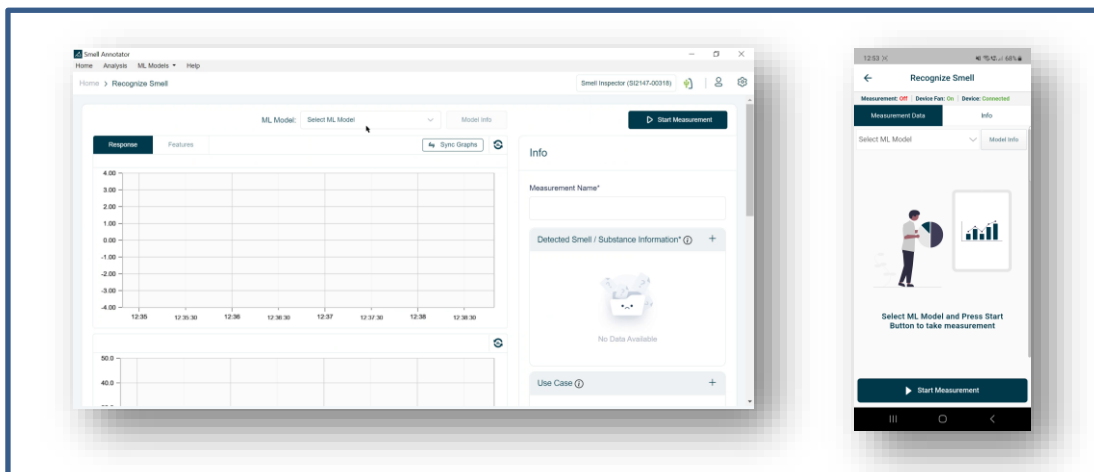 Smell Annotator
Home Analysis ML Models Help
Home > Recognize Smell
Smell Inspector (SI2147-00318)
ML Model: Select ML Model Model Info
Start Measurement
Response Features
Sync Graphs
4.00
3.00
2.00
1.00
0.00
-1.00
-2.00
-3.00
-4.00
12:35 12:35:30 12:36 12:36:30 12:37 12:37:30 12:38 12:38:30
50.0
40.0
Info
Measurement Name*
Detected Smell / Substance Information*
No Data Available
Use Case
12:53
68%
Recognize Smell
Measurement: Off Device Fan: On Device: Connected
Measurement Data Info
Select ML Model Model Info
Select ML Model and Press Start
Button to take measurement
Start Measurement